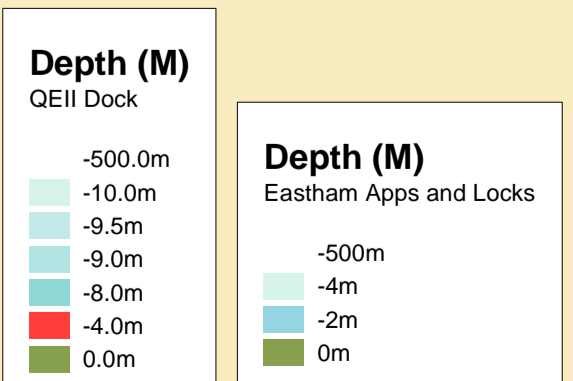 Depth (M)
QEII Dock
-500.0m
-10.0m
-9.5m
-9.0m
-8.0m
-4.0m
0.0m
Depth (M)
Eastham Apps and Locks
-500m
-4m
-2m
0m